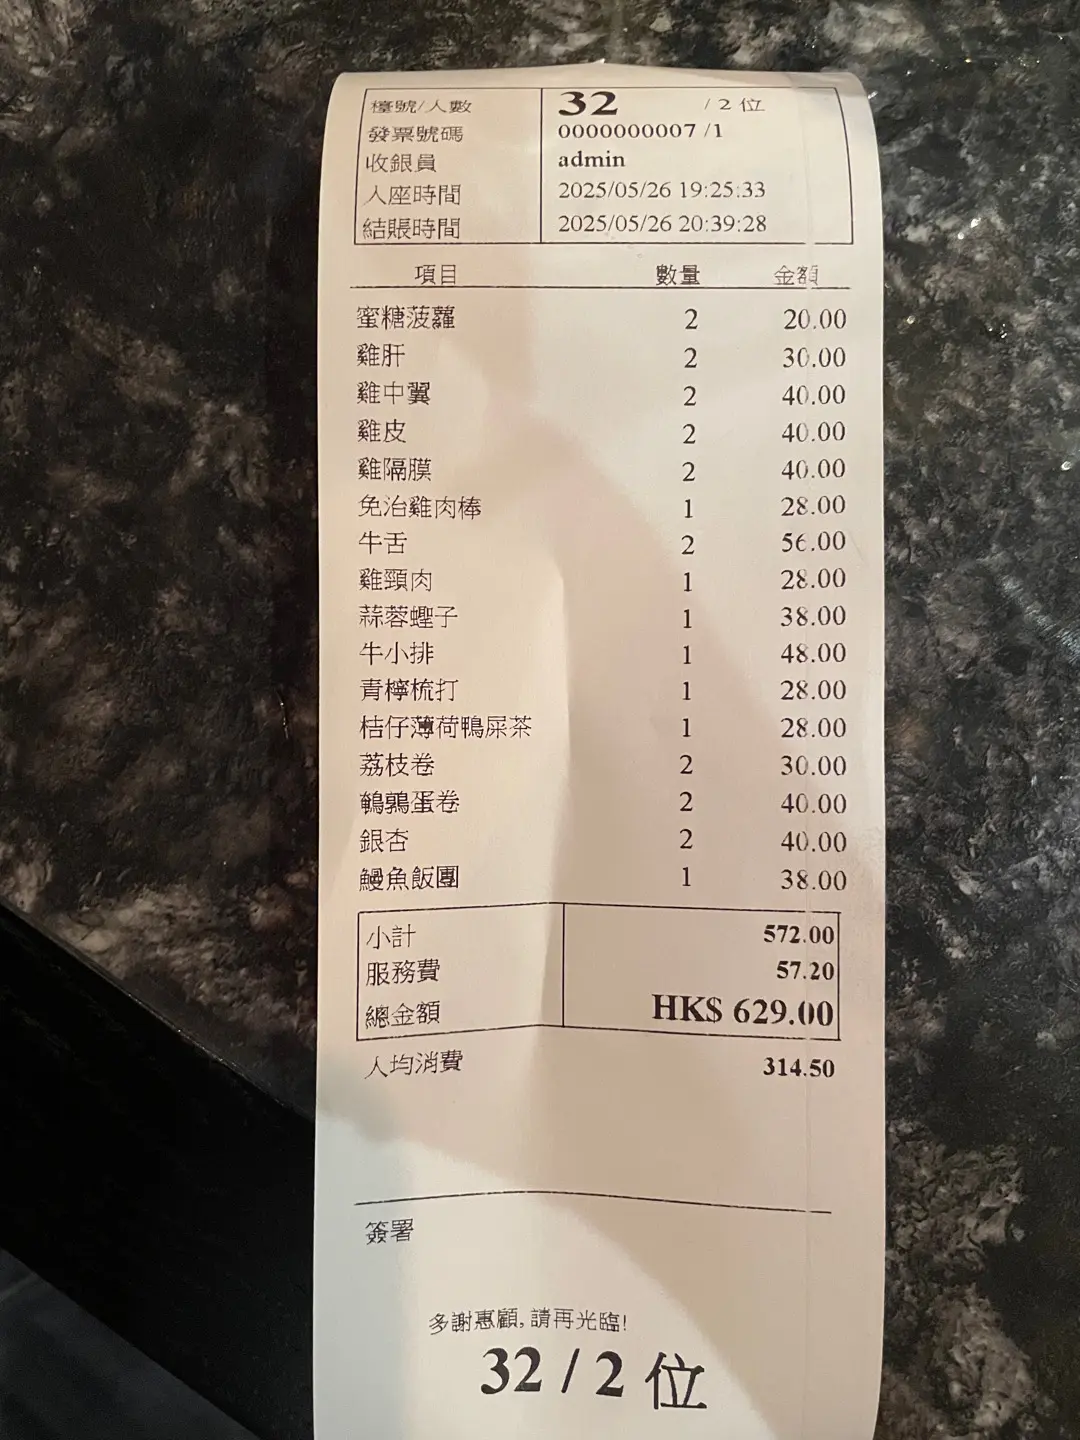 檯號/人數 32 / 2 位
發票號碼 0000000007 /1
收銀員 admin
入座時間 2025/05/26 19:25:33
結賬時間 2025/05/26 20:39:28
項目 數量 金額
蜜糖菠蘿 2 20.00
雞肝 2 30.00
雞中翼 2 40.00
雞皮 2 40.00
雞隔膜 2 40.00
免治雞肉棒 1 28.00
牛舌 2 56.00
雞頸肉 1 28.00
蒜蓉蟶子 1 38.00
牛小排 1 48.00
青檸梳打 1 28.00
桔仔薄荷鴨屎茶 1 28.00
荔枝卷 2 30.00
鵪鶉蛋卷 2 40.00
銀杏 2 40.00
鰻魚飯團 1 38.00
小計 572.00
服務費 57.20
總金額 HK$ 629.00
人均消費 314.50
簽署
多謝惠顧, 請再光臨!
32 / 2 位